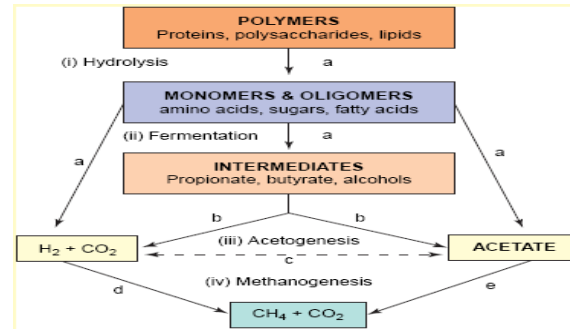 POLYMERS
Proteins, polysaccharides, lipids
(i) Hydrolysis
a
MONOMERS & OLIGOMERS
amino acids, sugars, fatty acids
(ii) Fermentation
a
a
a
INTERMEDIATES
Propionate, butyrate, alcohols
b
b
H₂ + CO₂
(iii) Acetogenesis
c
ACETATE
d
(iv) Methanogenesis
e
CH₄ + CO₂